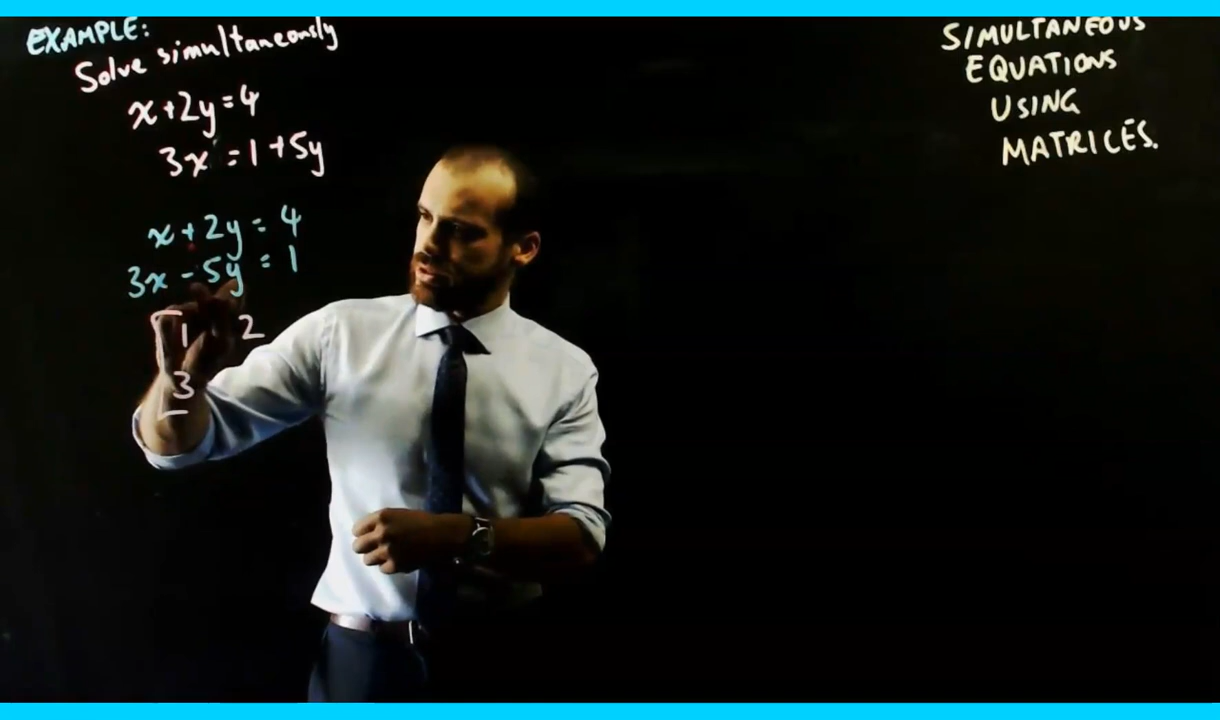 EXAMPLE:
Solve simultaneously
x+2y=4
3x=1+5y
x+2y=4
3x-5y=1
1 2
3
SIMULTANEOUS
EQUATIONS
USING
MATRICES.